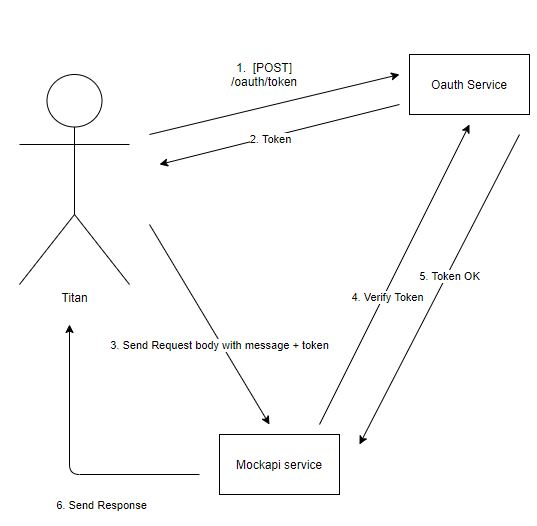 1. [POST]
/oauth/token
Oauth Service
2. Token
Titan
5. Token OK
4. Verify Token
3. Send Request body with message + token
Mockapi service
6. Send Response